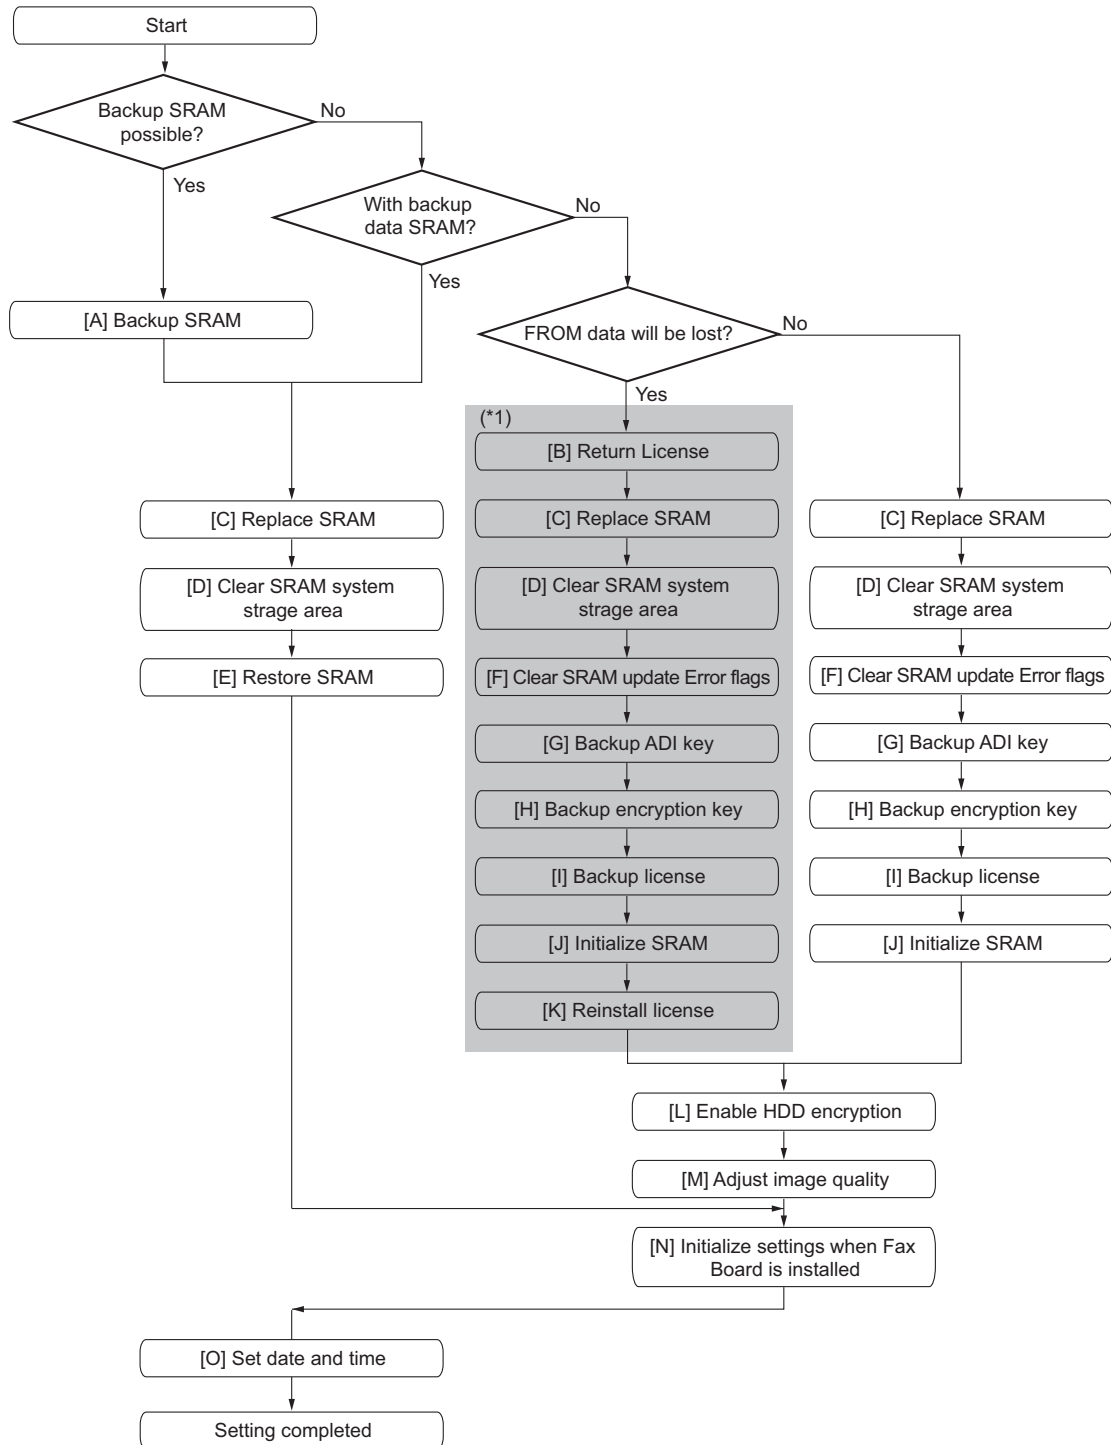 Start
Backup SRAM
possible?
No
Yes
With backup
data SRAM?
No
Yes
[A] Backup SRAM
FROM data will be lost?
No
Yes
(*1)
[B] Return License
[C] Replace SRAM
[C] Replace SRAM
[C] Replace SRAM
[D] Clear SRAM system
strage area
[D] Clear SRAM system
strage area
[D] Clear SRAM system
strage area
[E] Restore SRAM
[F] Clear SRAM update Error flags
[F] Clear SRAM update Error flags
[G] Backup ADI key
[G] Backup ADI key
[H] Backup encryption key
[H] Backup encryption key
[I] Backup license
[I] Backup license
[J] Initialize SRAM
[J] Initialize SRAM
[K] Reinstall license
[L] Enable HDD encryption
[M] Adjust image quality
[N] Initialize settings when Fax
Board is installed
[O] Set date and time
Setting completed